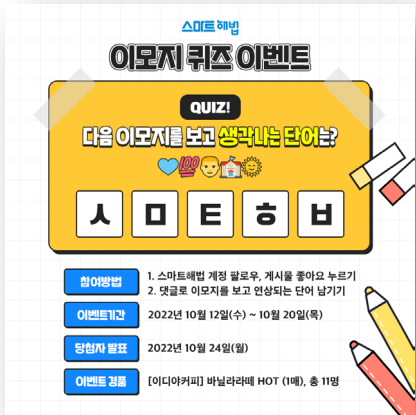 스마트해법
이모지 퀴즈 이벤트
QUIZ!
다음 이모지를 보고 생각나는 단어는?
💙💯👨🏫🌞
ㅅ ㅁ ㅌ ㅎ ㅂ
참여방법
1. 스마트해법 계정 팔로우, 게시물 좋아요 누르기
2. 댓글로 이모지를 보고 연상되는 단어 남기기
이벤트기간
2022년 10월 12일(수) ~ 10월 20일(목)
당첨자 발표
2022년 10월 24일(월)
이벤트 경품
[이디야커피] 바닐라라떼 HOT (1매), 총 11명